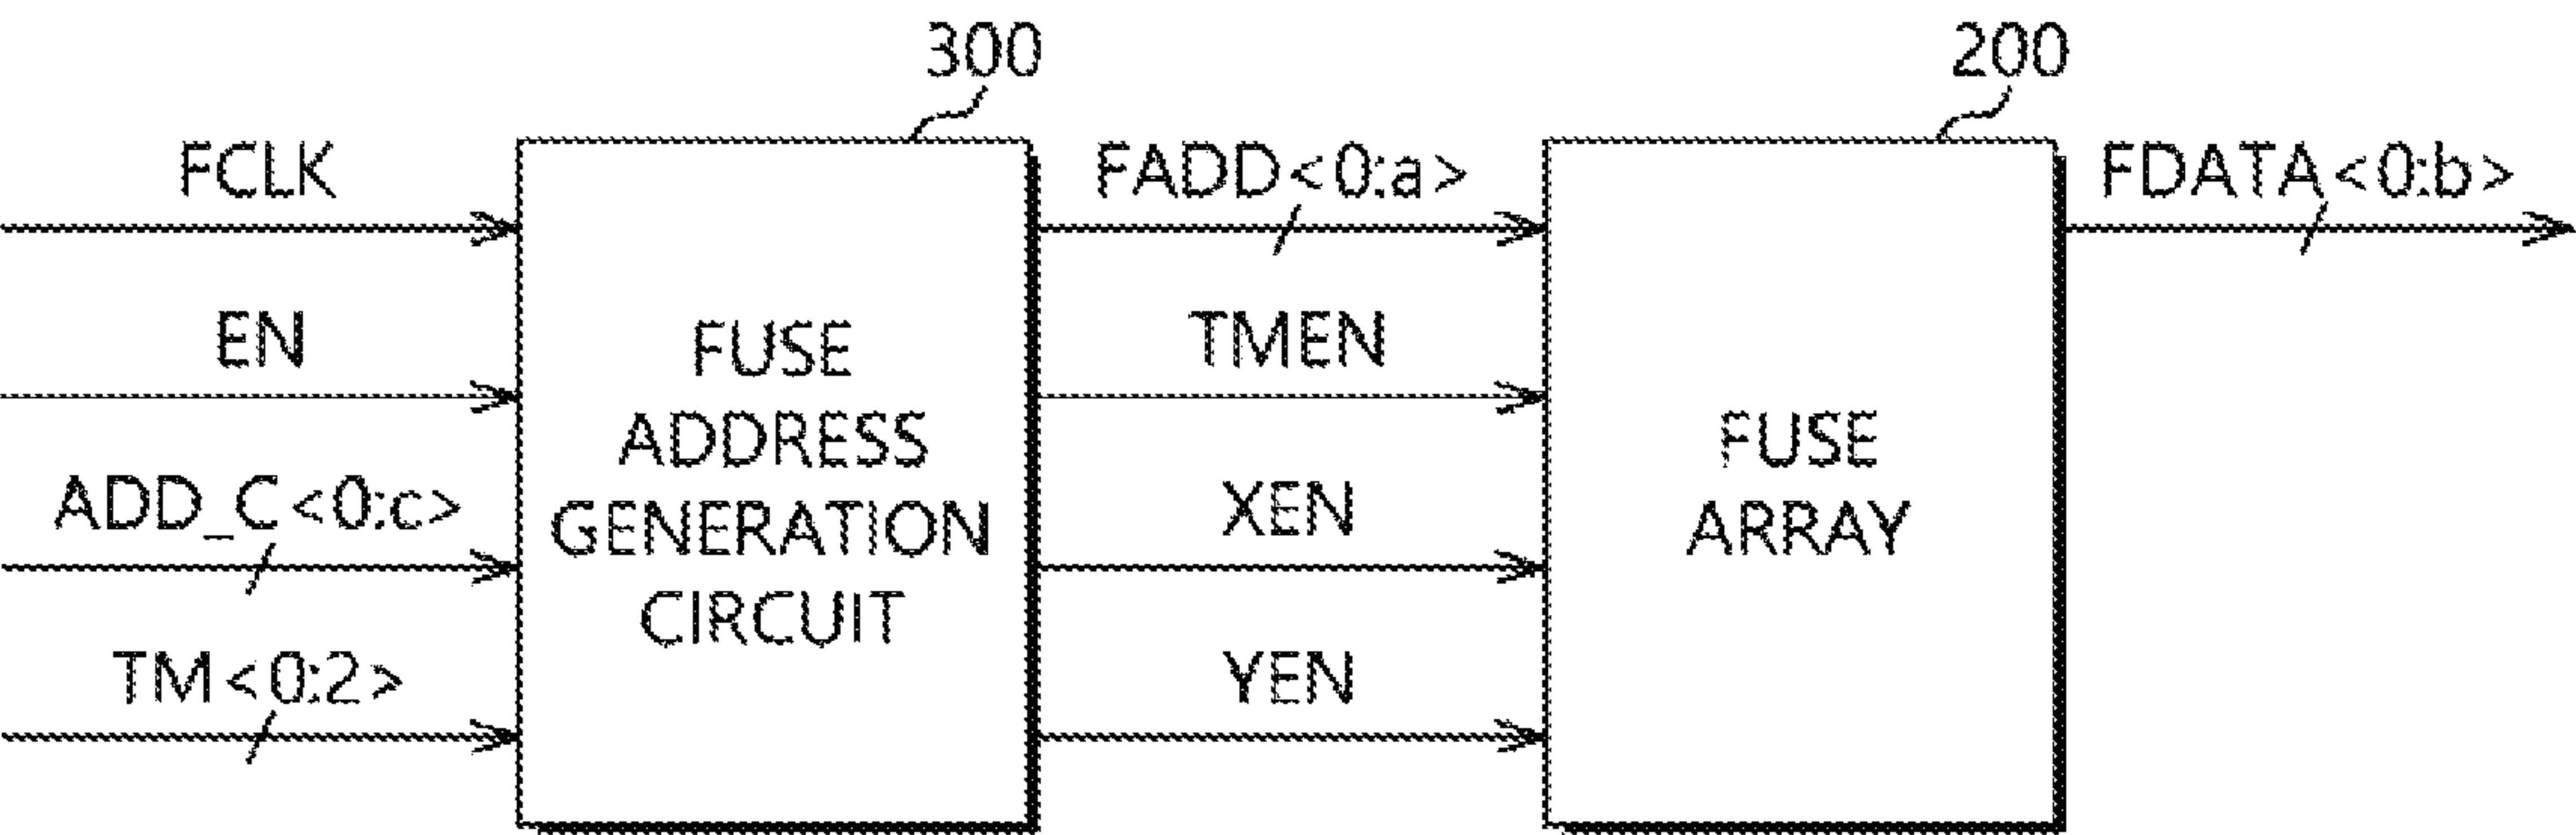 300
200
FCLK
EN
ADD_C<0:c>
TM<0:2>
FUSE
ADDRESS
GENERATION
CIRCUIT
FADD<0:a>
TMEN
XEN
YEN
FUSE
ARRAY
FDATA<0:b>